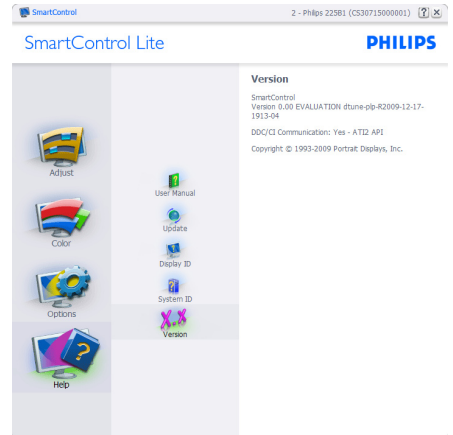 SmartControl
2 - Philips 225B1 (CS30715000001)
? X
SmartControl Lite
PHILIPS
Version
SmartControl
Version 0.00 EVALUATION dtune-plp-R2009-12-17-
1913-04
DDC/CI Communication: Yes - ATI2 API
Copyright © 1993-2009 Portrait Displays, Inc.
Adjust
Color
Options
?
Help
?
User Manual
Update
Display ID
?
System ID
X.X
Version